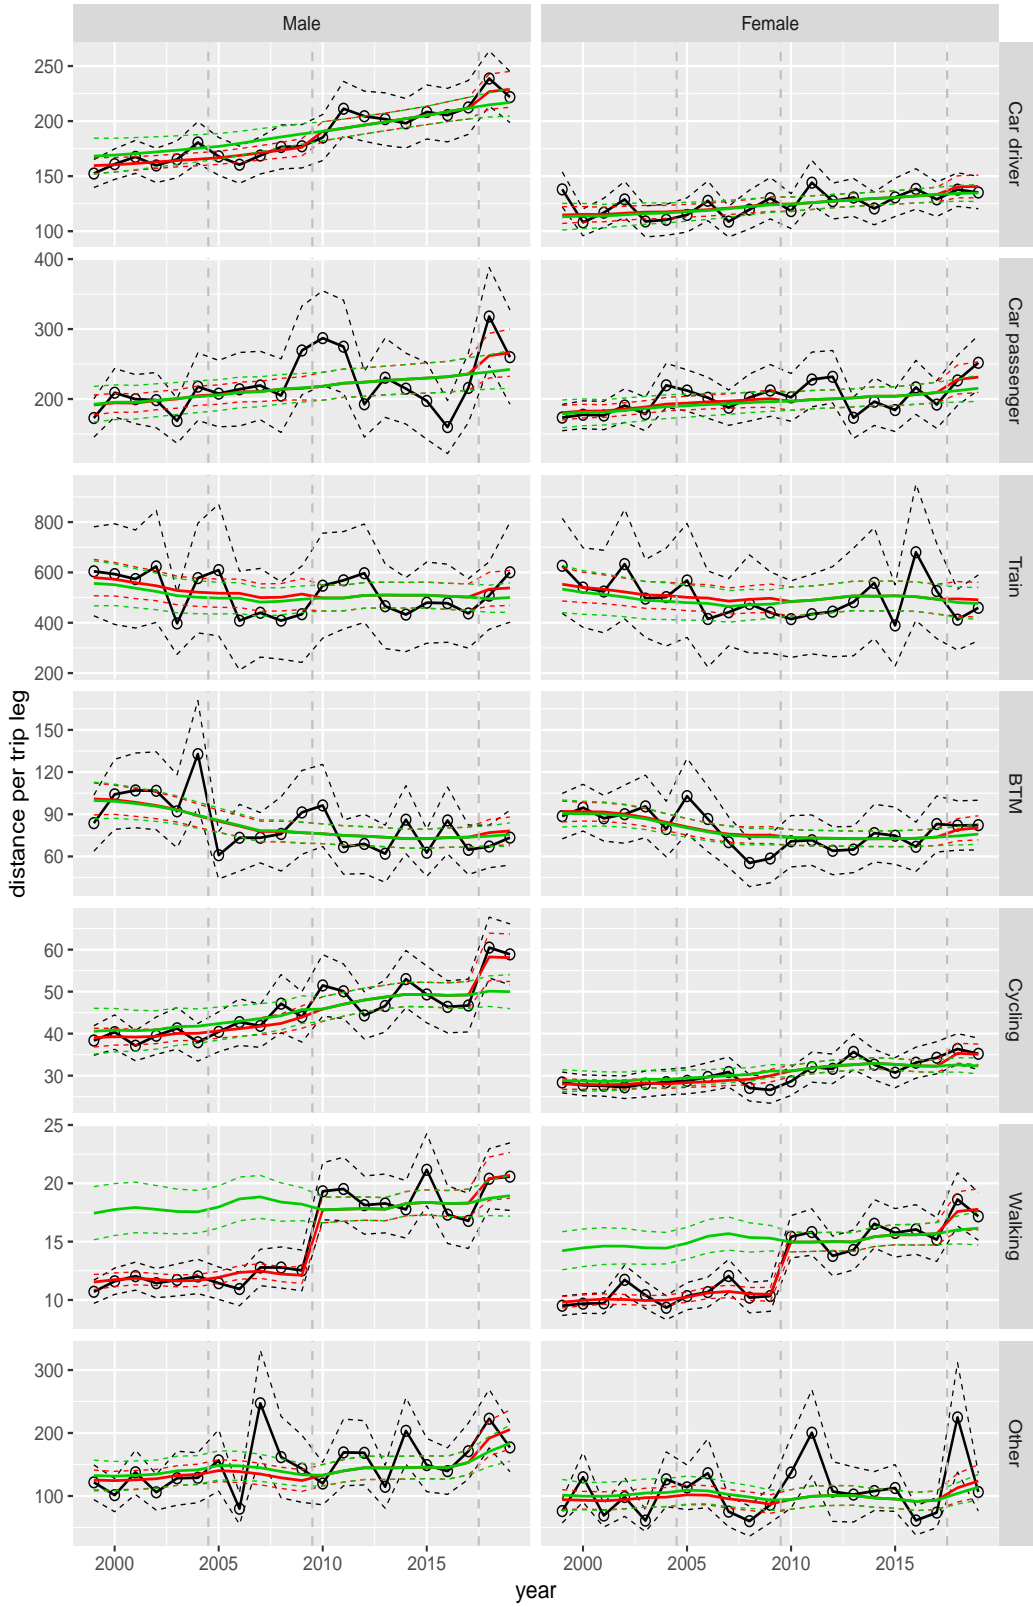 Male Female
250
200
150
100
Car driver
400
300
200
Car passenger
800
600
400
200
Train
distance per trip leg
150
120
90
60
BTM
60
50
40
30
Cycling
25
20
15
10
Walking
300
200
100
Other
2000 2005 2010 2015 2000 2005 2010 2015
year